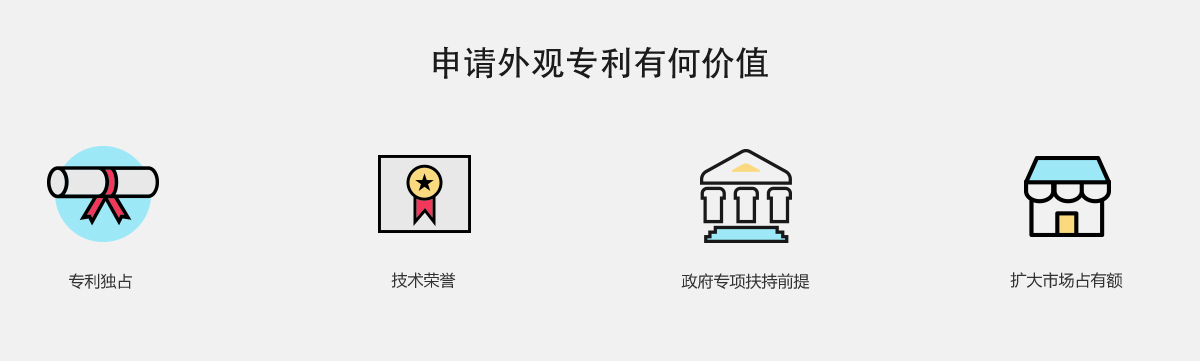 申请外观专利有何价值
专利独占
技术荣誉
政府专项扶持前提
扩大市场占有额